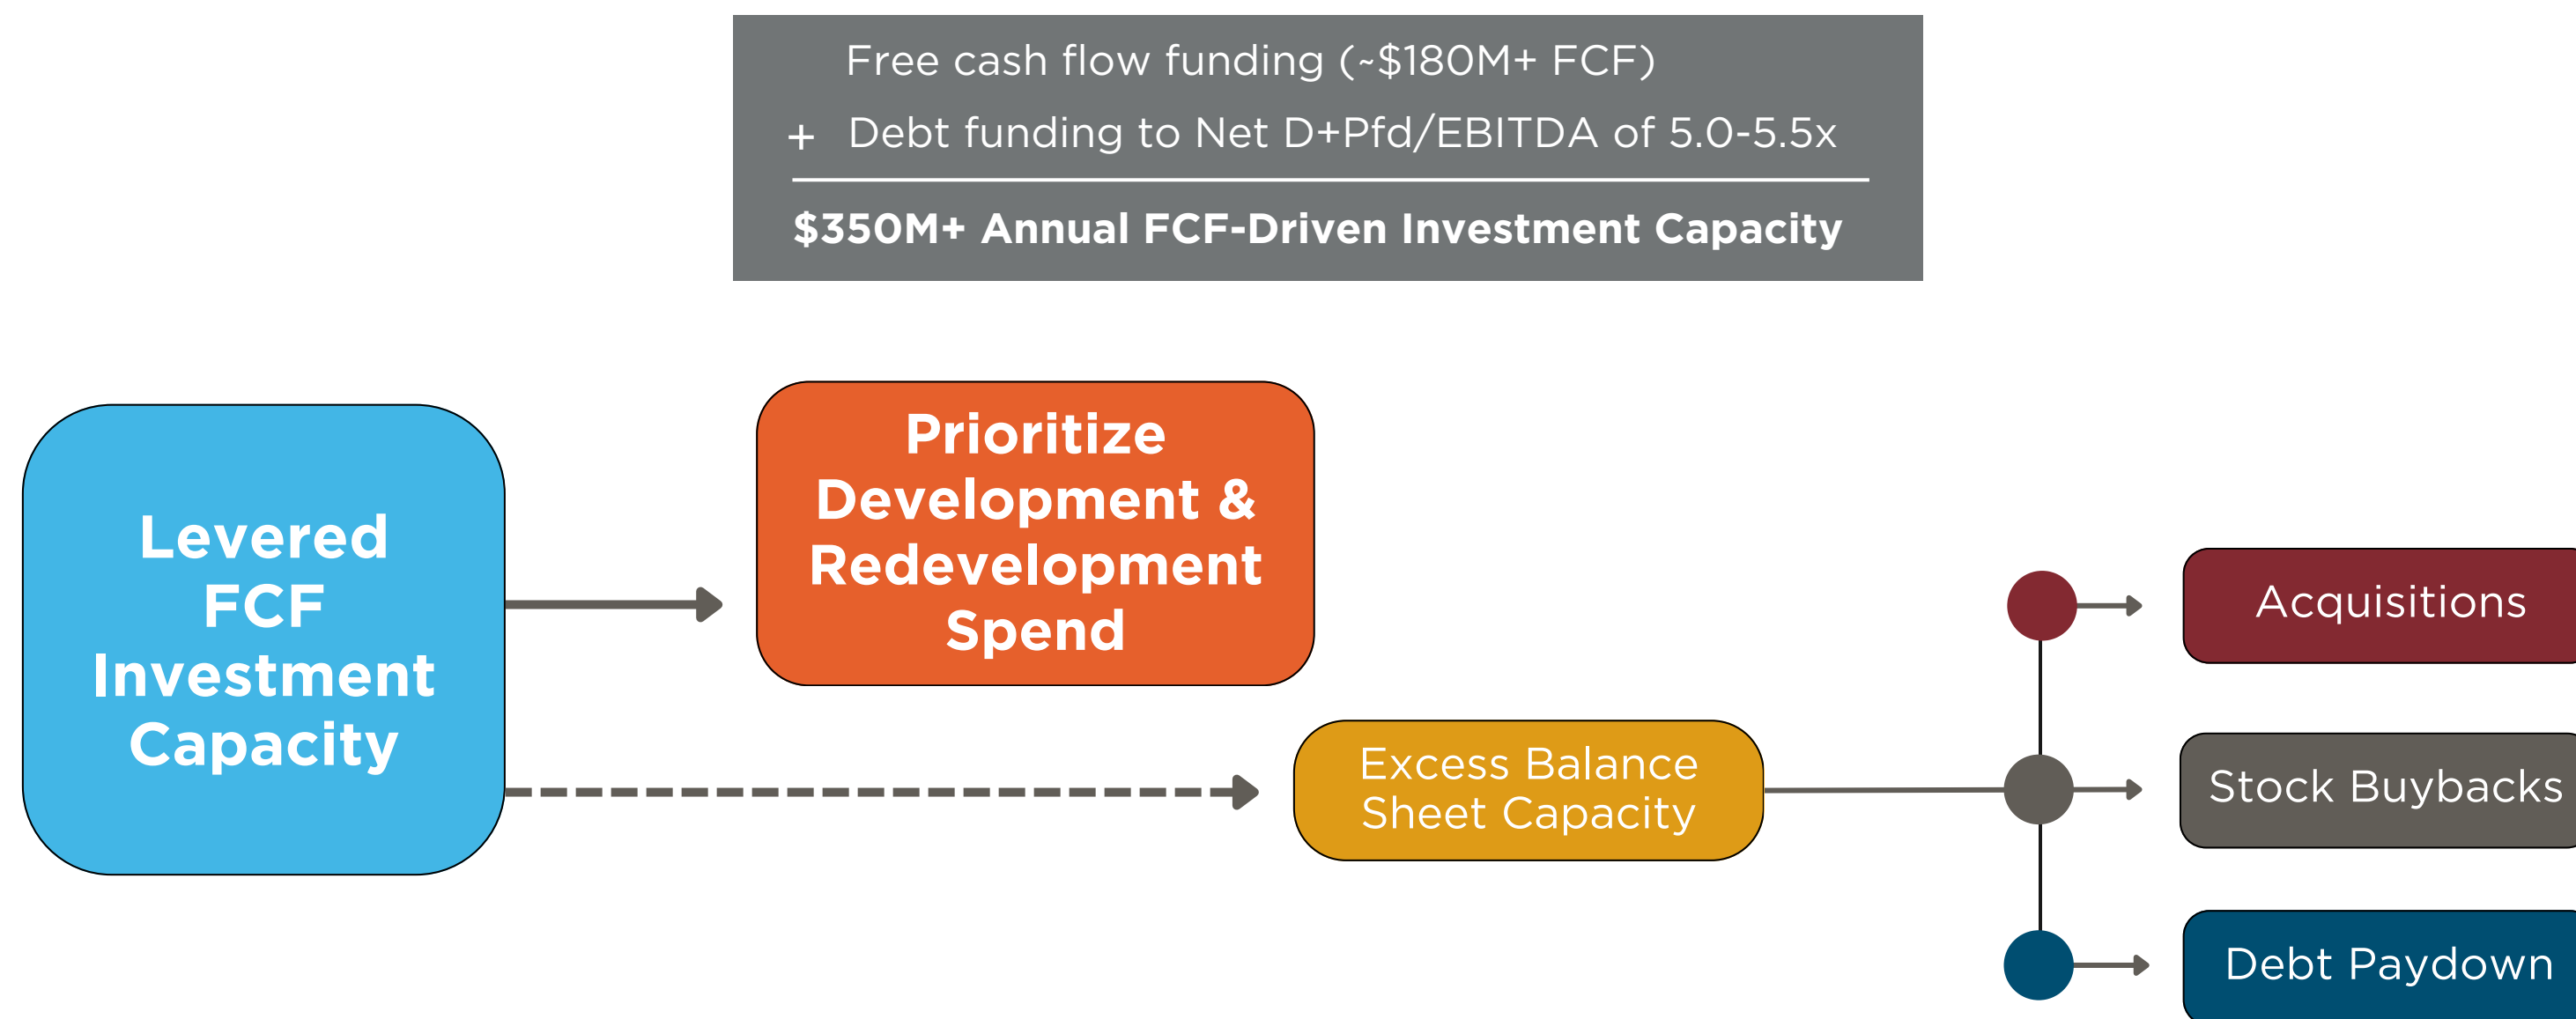 Free cash flow funding (~$180M+ FCF)
+ Debt funding to Net D+Pfd/EBITDA of 5.0-5.5x
$350M+ Annual FCF-Driven Investment Capacity
Levered
FCF
Investment
Capacity
Prioritize
Development &
Redevelopment
Spend
Excess Balance
Sheet Capacity
Acquisitions
Stock Buybacks
Debt Paydown